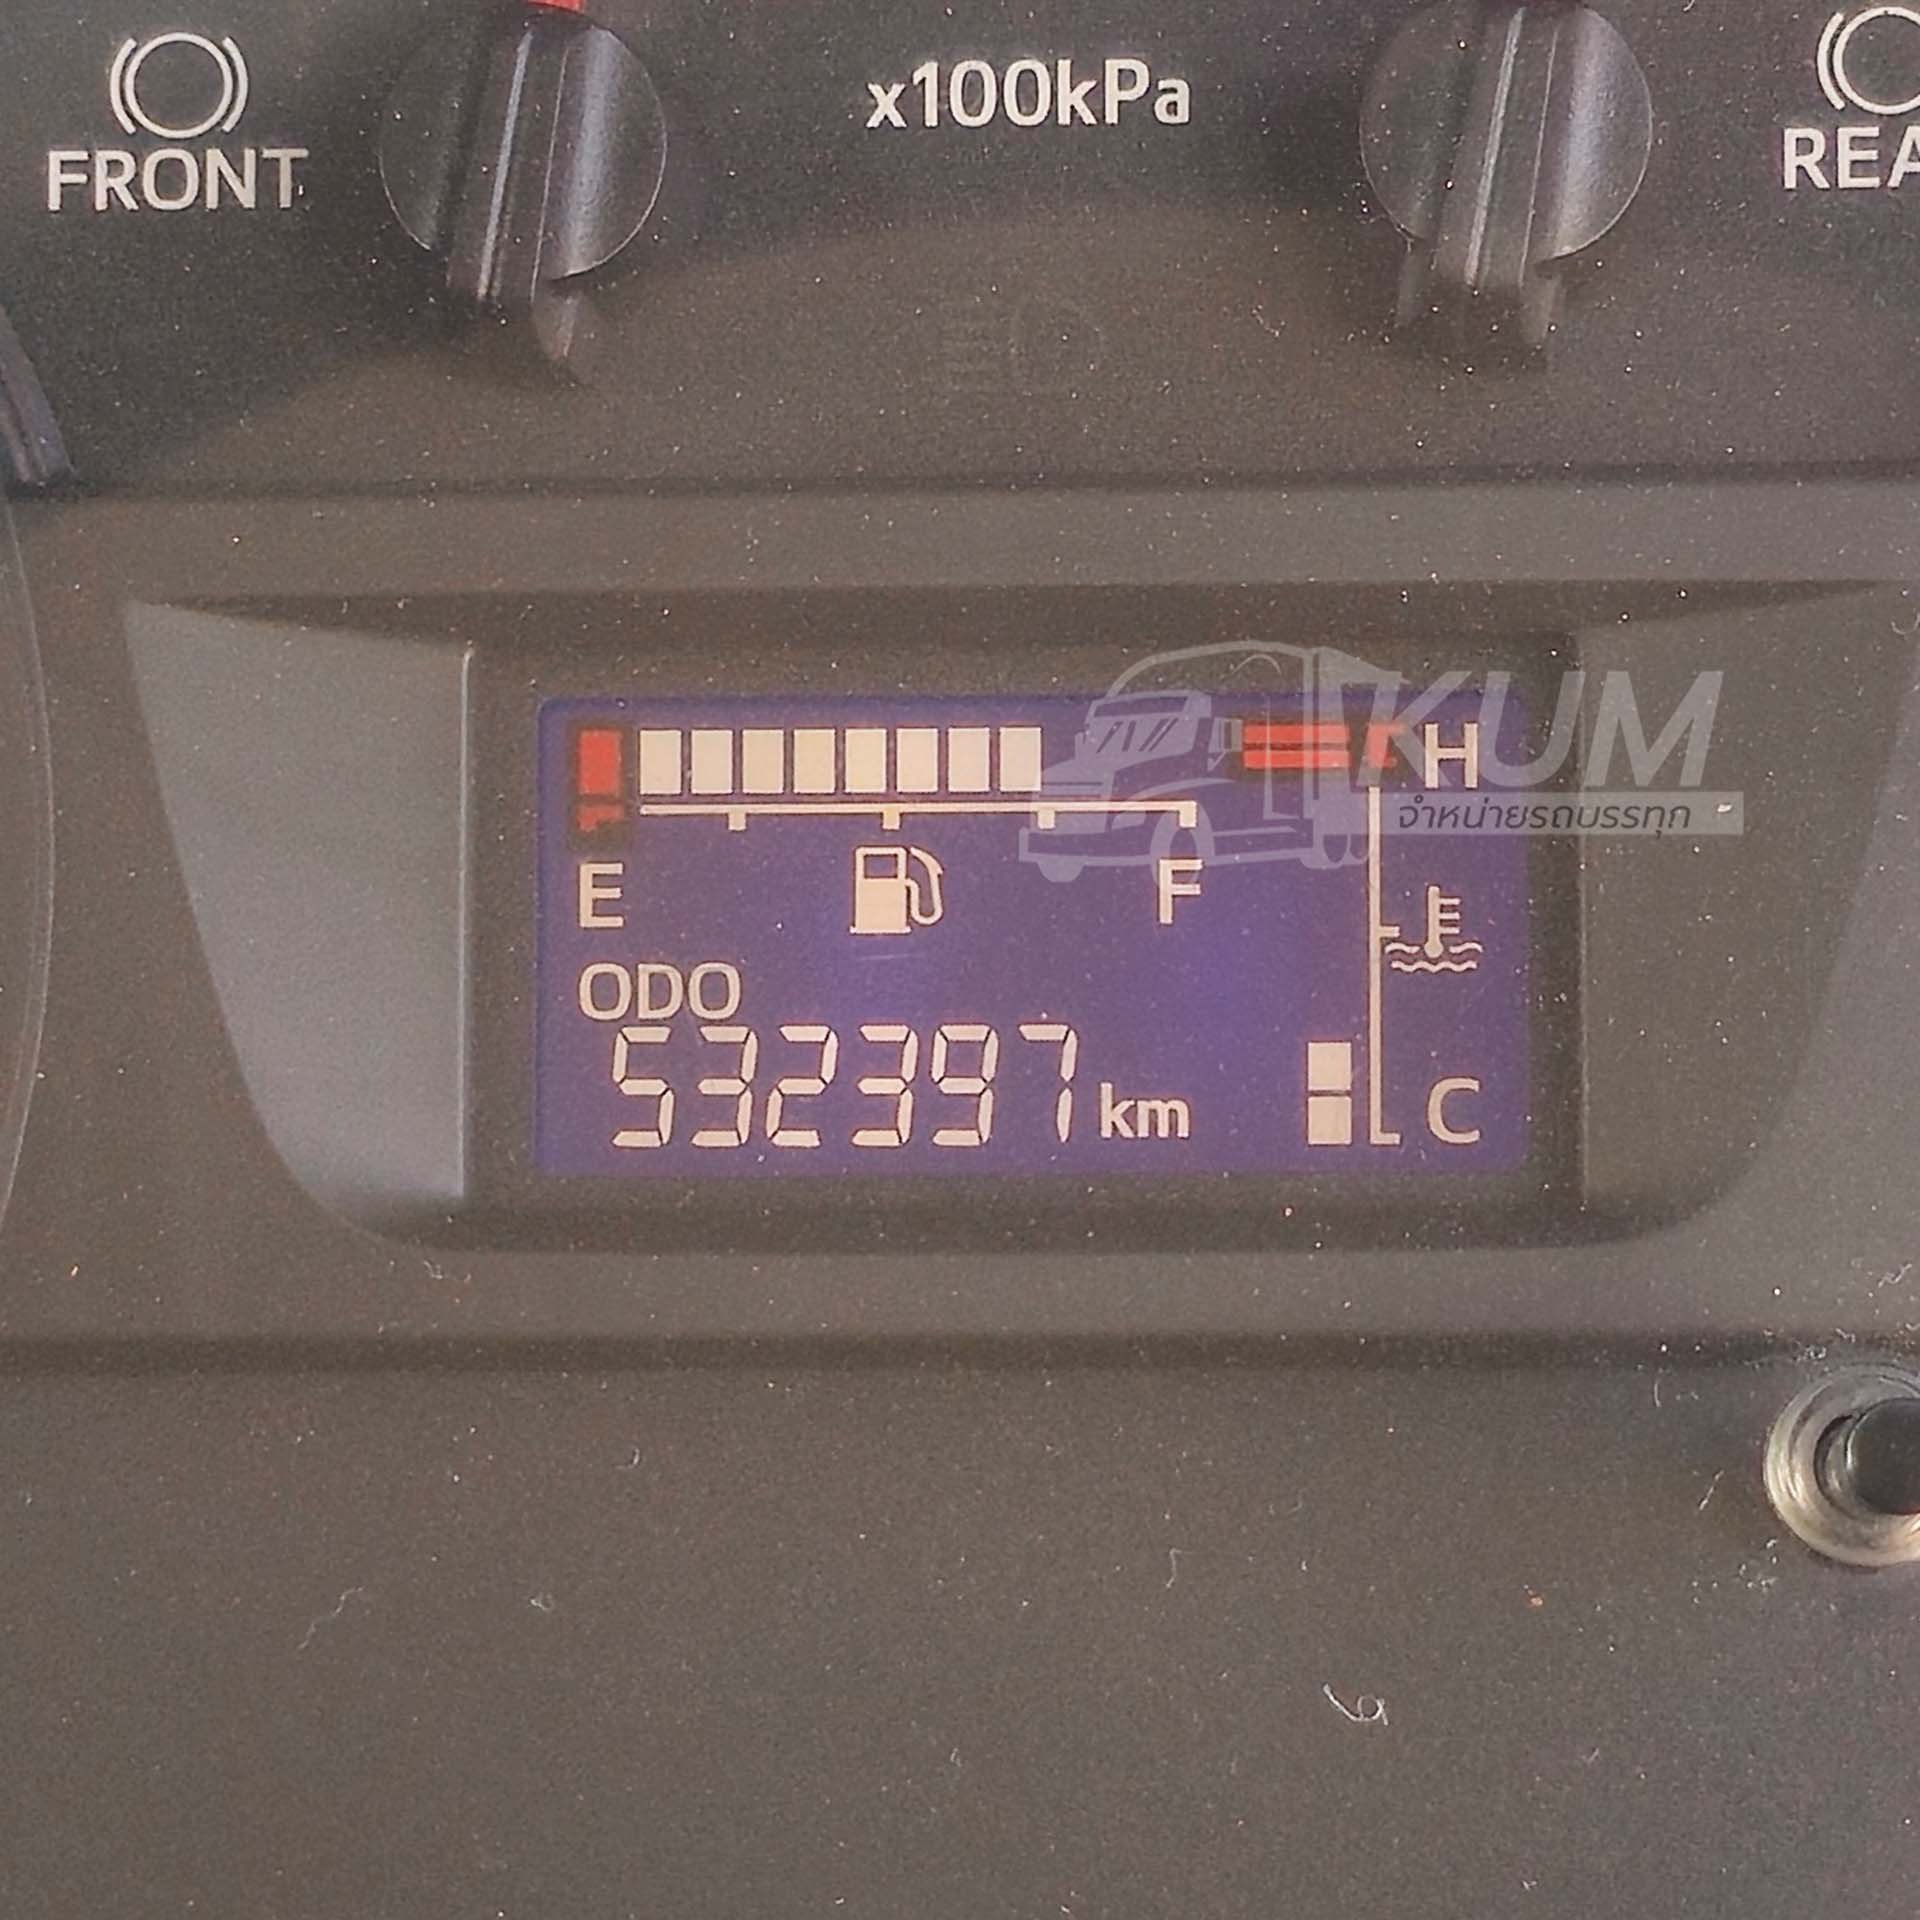 FRONT
x100kPa
REA
KUM
H
จำหน่ายรถบรรทุก
E
F
ODO
532397 km
C